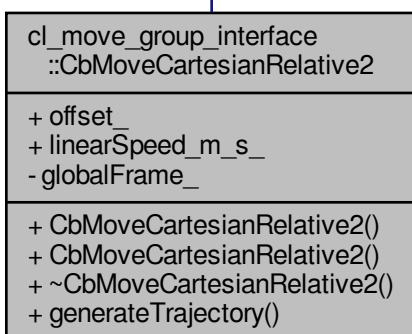 cl_move_group_interface
::CbMoveCartesianRelative2
+ offset_
+ linearSpeed_m_s_
- globalFrame_
+ CbMoveCartesianRelative2()
+ CbMoveCartesianRelative2()
+ ~CbMoveCartesianRelative2()
+ generateTrajectory()